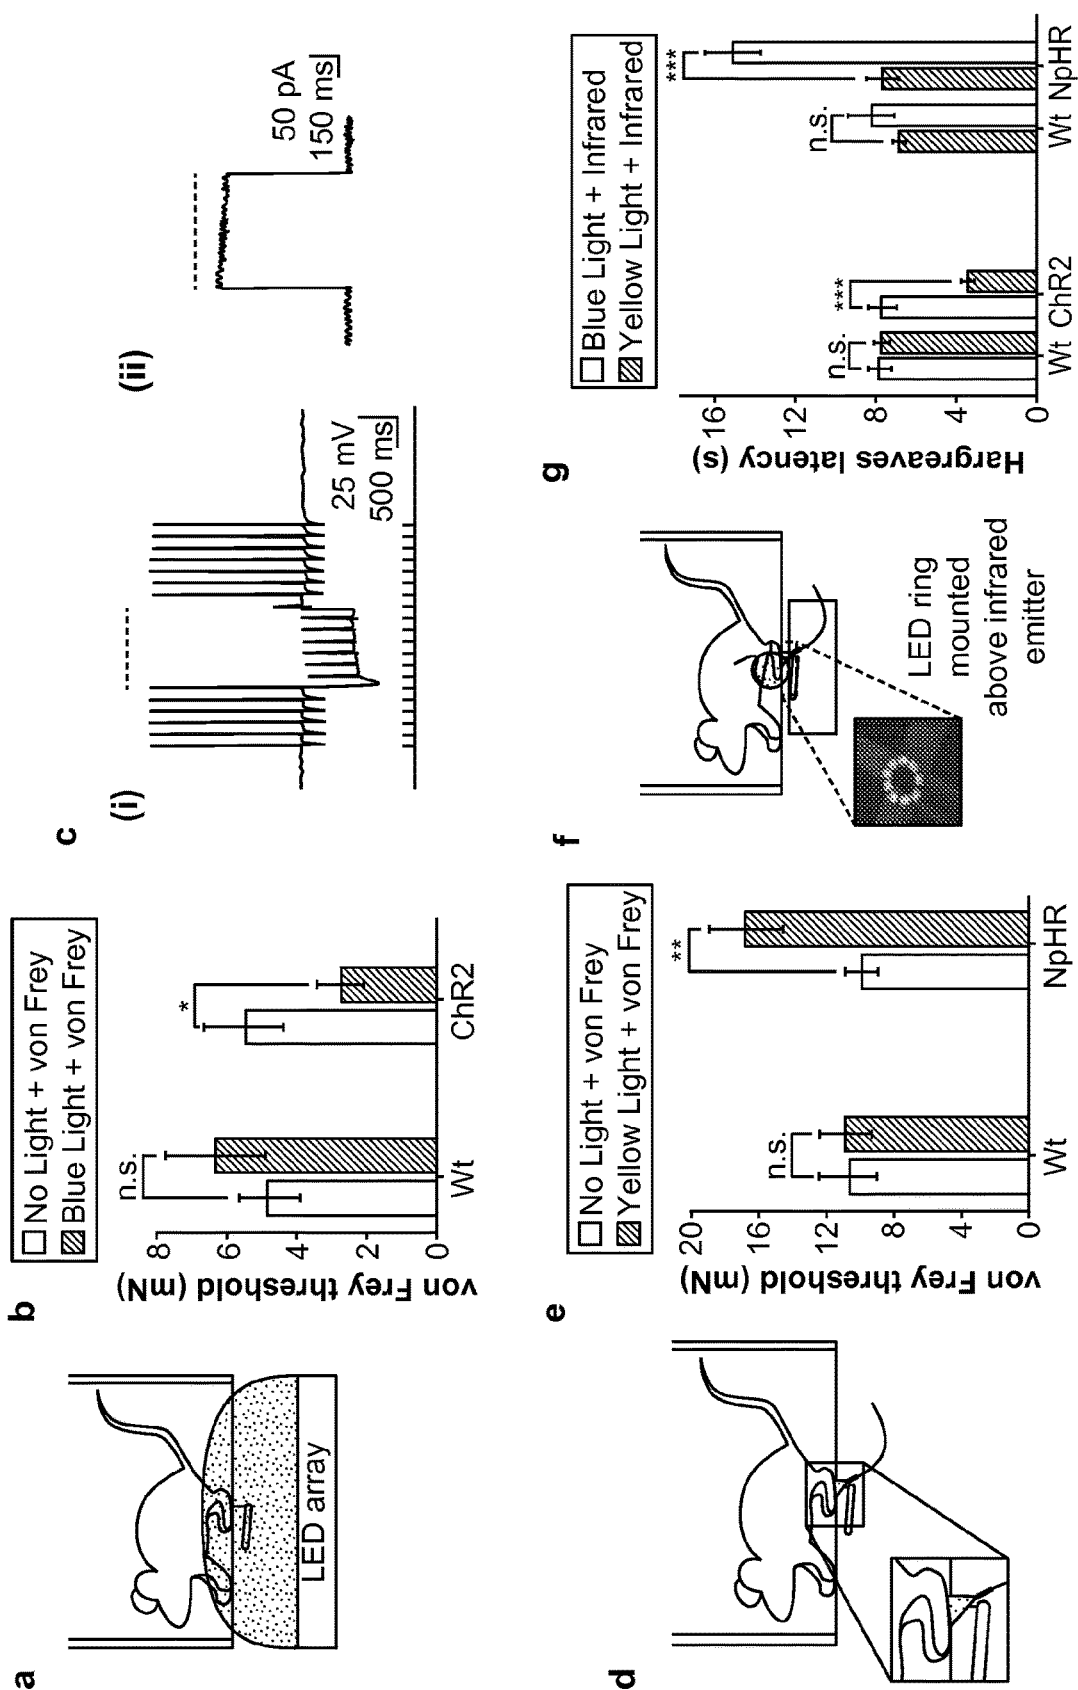 a
LED array
b
No Light + von Frey
Blue Light + von Frey
von Frey threshold (mN)
8
6
4
2
0
n.s.
*
Wt
ChR2
c
(i)
25 mV
500 ms
(ii)
50 pA
150 ms
d
e
No Light + von Frey
Yellow Light + von Frey
von Frey threshold (mN)
20
16
12
8
4
0
n.s.
**
Wt
NpHR
f
LED ring
mounted
above infrared
emitter
g
Blue Light + Infrared
Yellow Light + Infrared
Hargreaves latency (s)
16
12
8
4
0
n.s.
***
n.s.
***
Wt ChR2
Wt NpHR